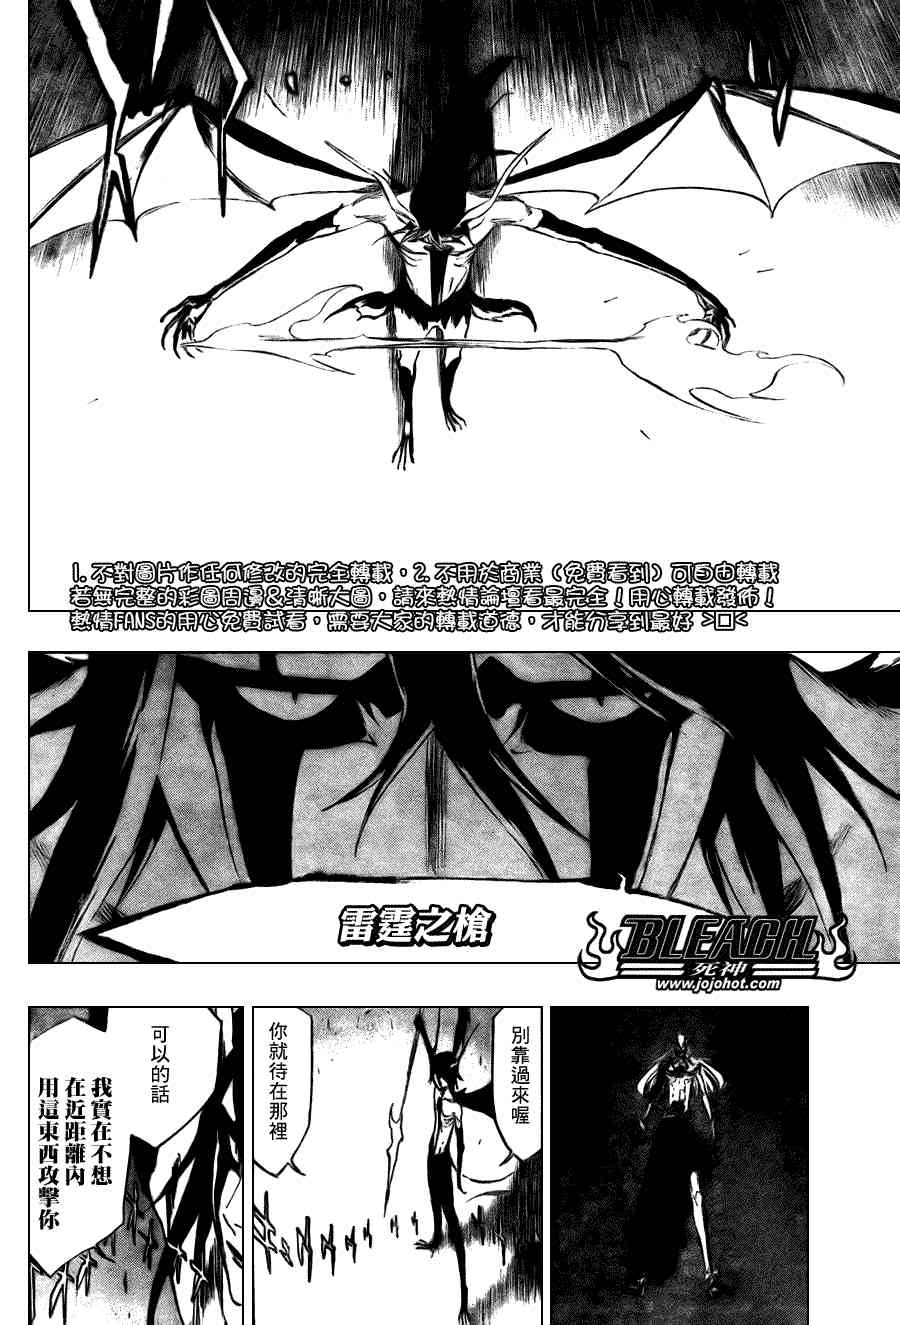 1. 不對圖片作任何修改的完全轉載，2. 不用於商業（免費看到）可自由轉載
若無完整的彩圖周邊&清晰大圖，請來熱情論壇看最完全！用心轉載發佈！
熱情FANS的用心免費試看，需要大家的轉載道德，才能分享到最好 >□<
雷霆之槍
BLEACH
死神
www.jojohot.com
別靠過來喔
你就待在那裡
可以的話
我實在不想
在近距離內
用這東西攻擊你